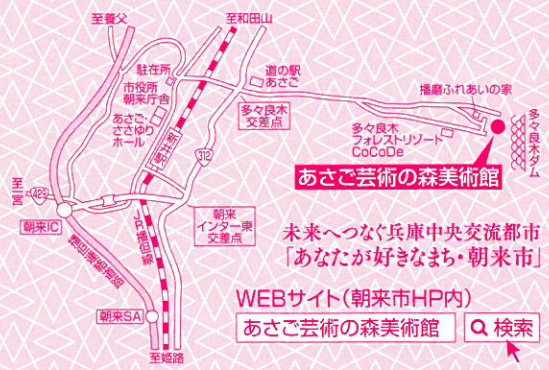 至養父
至和田山
駐在所
市役所
朝来庁舎
道の駅
あさご
播磨ふれあいの家
あさご・
ささゆり
ホール
多々良木
交差点
新井駅
多々良木
フォレストリゾート
CoCoDe
多々良木ダム
312
あさご芸術の森美術館
至一宮
429
朝来IC
朝来
インター東
交差点
JR播但線
播但連絡道路
未来へつなぐ兵庫中央交流都市
「あなたが好きなまち・朝来市」
WEBサイト(朝来市HP内)
あさご芸術の森美術館
検索
朝来SA
至姫路